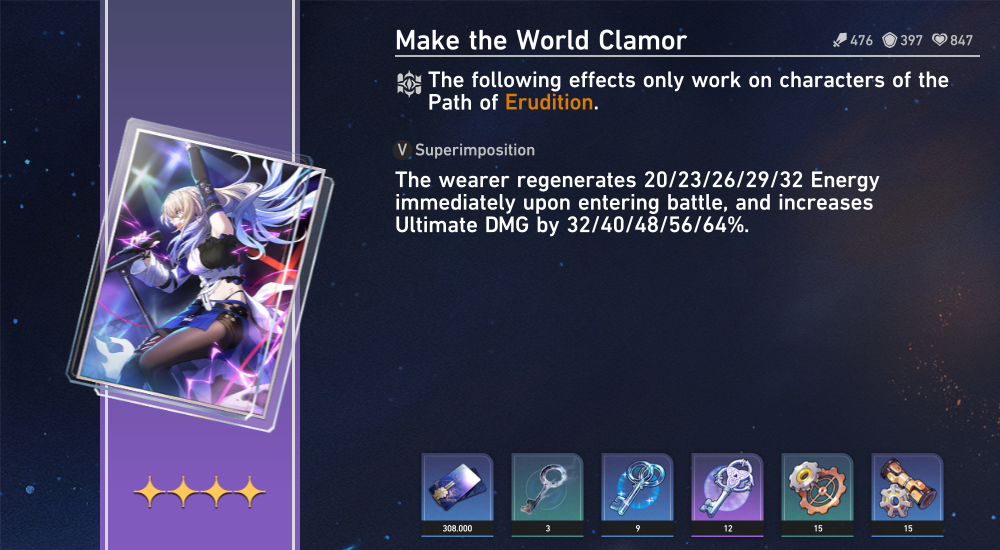 Make the World Clamor
476 397 847
The following effects only work on characters of the
Path of Erudition.
V Superimposition
The wearer regenerates 20/23/26/29/32 Energy
immediately upon entering battle, and increases
Ultimate DMG by 32/40/48/56/64%.
308.000 3 9 12 15 15